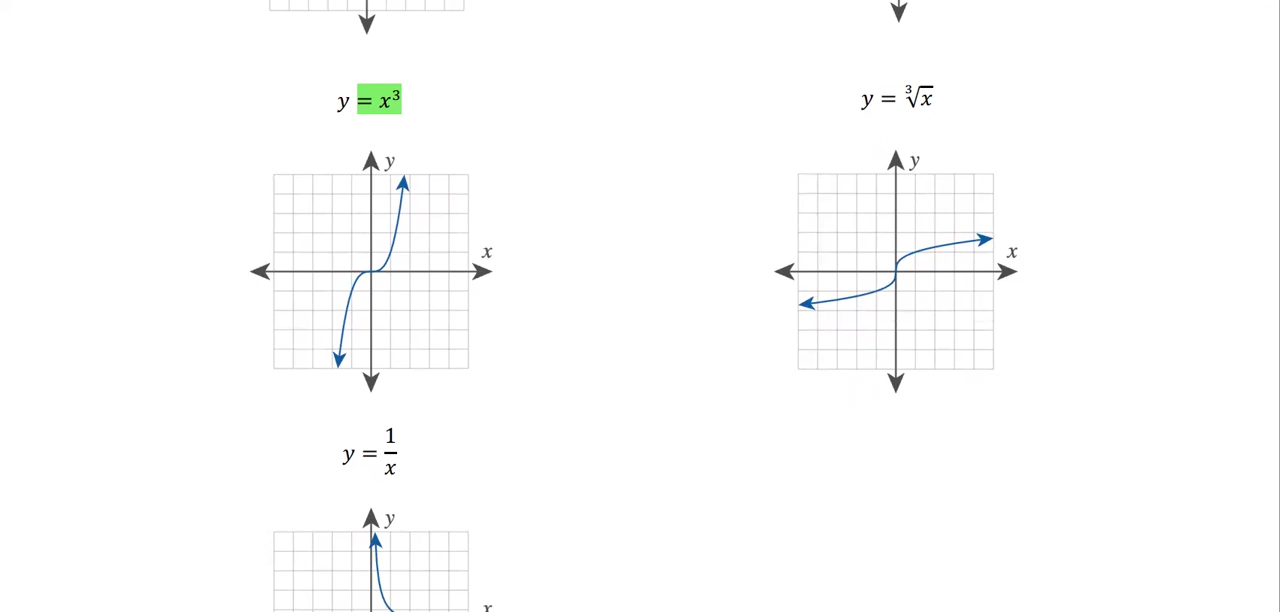 y = x³
y = ∛x
y
y
x
x
y = 1/x
y
x